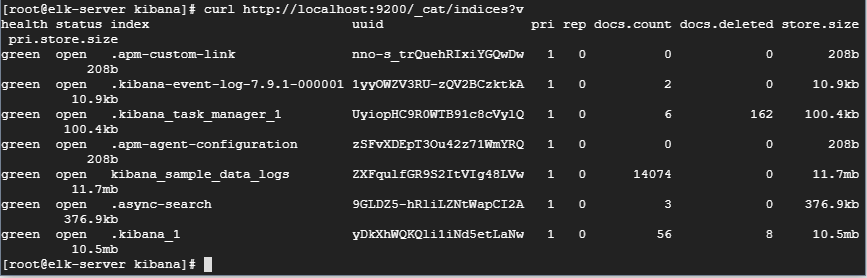 [root@elk-server kibana]# curl http://localhost:9200/_cat/indices?v
health status index uuid pri rep docs.count docs.deleted store.size
pri.store.size
green open .apm-custom-link nno-s_trQuehRIxiYGQwDw 1 0 0 0 208b
208b
green open .kibana-event-log-7.9.1-000001 1yyOWZV3RU-zQV2BCzktkA 1 0 2 0 10.9kb
10.9kb
green open .kibana_task_manager_1 UyiopHC9R0WTB91c8cVylQ 1 0 6 162 100.4kb
100.4kb
green open .apm-agent-configuration zSFvXDEpT3Ou42z71WmYRQ 1 0 0 0 208b
208b
green open kibana_sample_data_logs ZXFqulfGR9S2ItVIg48LVw 1 0 14074 0 11.7mb
11.7mb
green open .async-search 9GLDZ5-hRliLZNtWapCI2A 1 0 3 0 376.9kb
376.9kb
green open .kibana_1 yDkXhWQKQli1iNd5etLaNw 1 0 56 8 10.5mb
10.5mb
[root@elk-server kibana]#